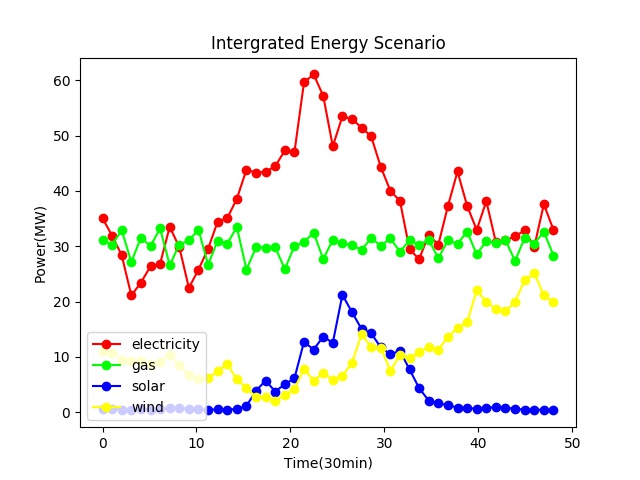 Intergrated Energy Scenario
Power(MW)
60
50
40
30
20
10
0
electricity
gas
solar
wind
0 10 20 30 40 50
Time(30min)